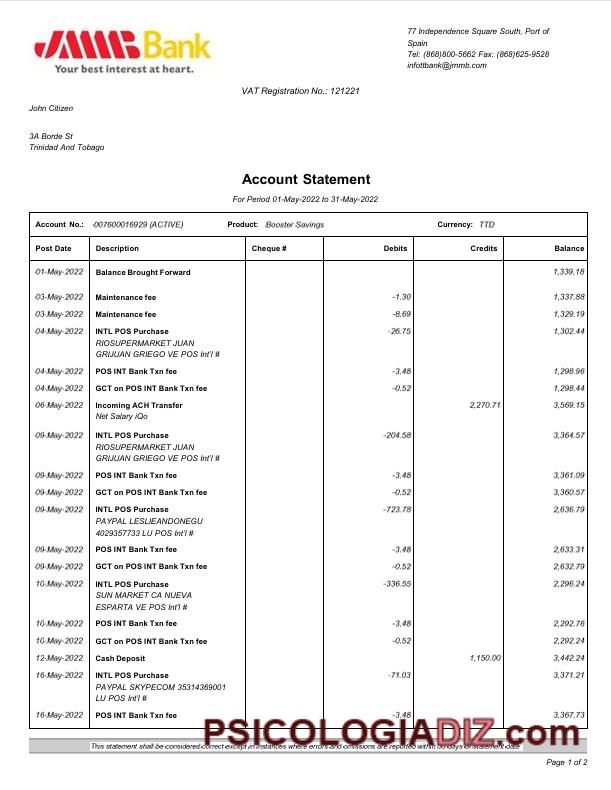 JMMB Bank
Your best interest at heart.
77 Independence Square South, Port of
Spain
Tel: (868)800-5662 Fax: (868)625-9528
infottbank@jmmb.com
VAT Registration No.: 121221
John Citizen
3A Borde St
Trinidad And Tobago
Account Statement
For Period 01-May-2022 to 31-May-2022
Account No.: 007600016929 (ACTIVE) Product: Booster Savings Currency: TTD
Post Date Description Cheque # Debits Credits Balance
01-May-2022 Balance Brought Forward 1,339.18
03-May-2022 Maintenance fee -1.30 1,337.88
03-May-2022 Maintenance fee -8.69 1,329.19
04-May-2022 INTL POS Purchase -26.75 1,302.44
RIOSUPERMARKET JUAN
GRIJUAN GRIEGO VE POS Int'l #
04-May-2022 POS INT Bank Txn fee -3.48 1,298.96
04-May-2022 GCT on POS INT Bank Txn fee -0.52 1,298.44
06-May-2022 Incoming ACH Transfer 2,270.71 3,569.15
Net Salary iQo
09-May-2022 INTL POS Purchase -204.58 3,364.57
RIOSUPERMARKET JUAN
GRIJUAN GRIEGO VE POS Int'l #
09-May-2022 POS INT Bank Txn fee -3.48 3,361.09
09-May-2022 GCT on POS INT Bank Txn fee -0.52 3,360.57
09-May-2022 INTL POS Purchase -723.78 2,636.79
PAYPAL LESLIEANDONEGU
4029357733 LU POS Int'l #
09-May-2022 POS INT Bank Txn fee -3.48 2,633.31
09-May-2022 GCT on POS INT Bank Txn fee -0.52 2,632.79
10-May-2022 INTL POS Purchase -336.55 2,296.24
SUN MARKET CA NUEVA
ESPARTA VE POS Int'l #
10-May-2022 POS INT Bank Txn fee -3.48 2,292.76
10-May-2022 GCT on POS INT Bank Txn fee -0.52 2,292.24
12-May-2022 Cash Deposit 1,150.00 3,442.24
16-May-2022 INTL POS Purchase -71.03 3,371.21
PAYPAL SKYPECOM 35314369001
LU POS Int'l #
16-May-2022 POS INT Bank Txn fee -3.48 3,367.73
PSICOLOGIADIZ.com
This statement shall be considered correct except in instances where errors and omissions are reported within 30 days of statement date
Page 1 of 2